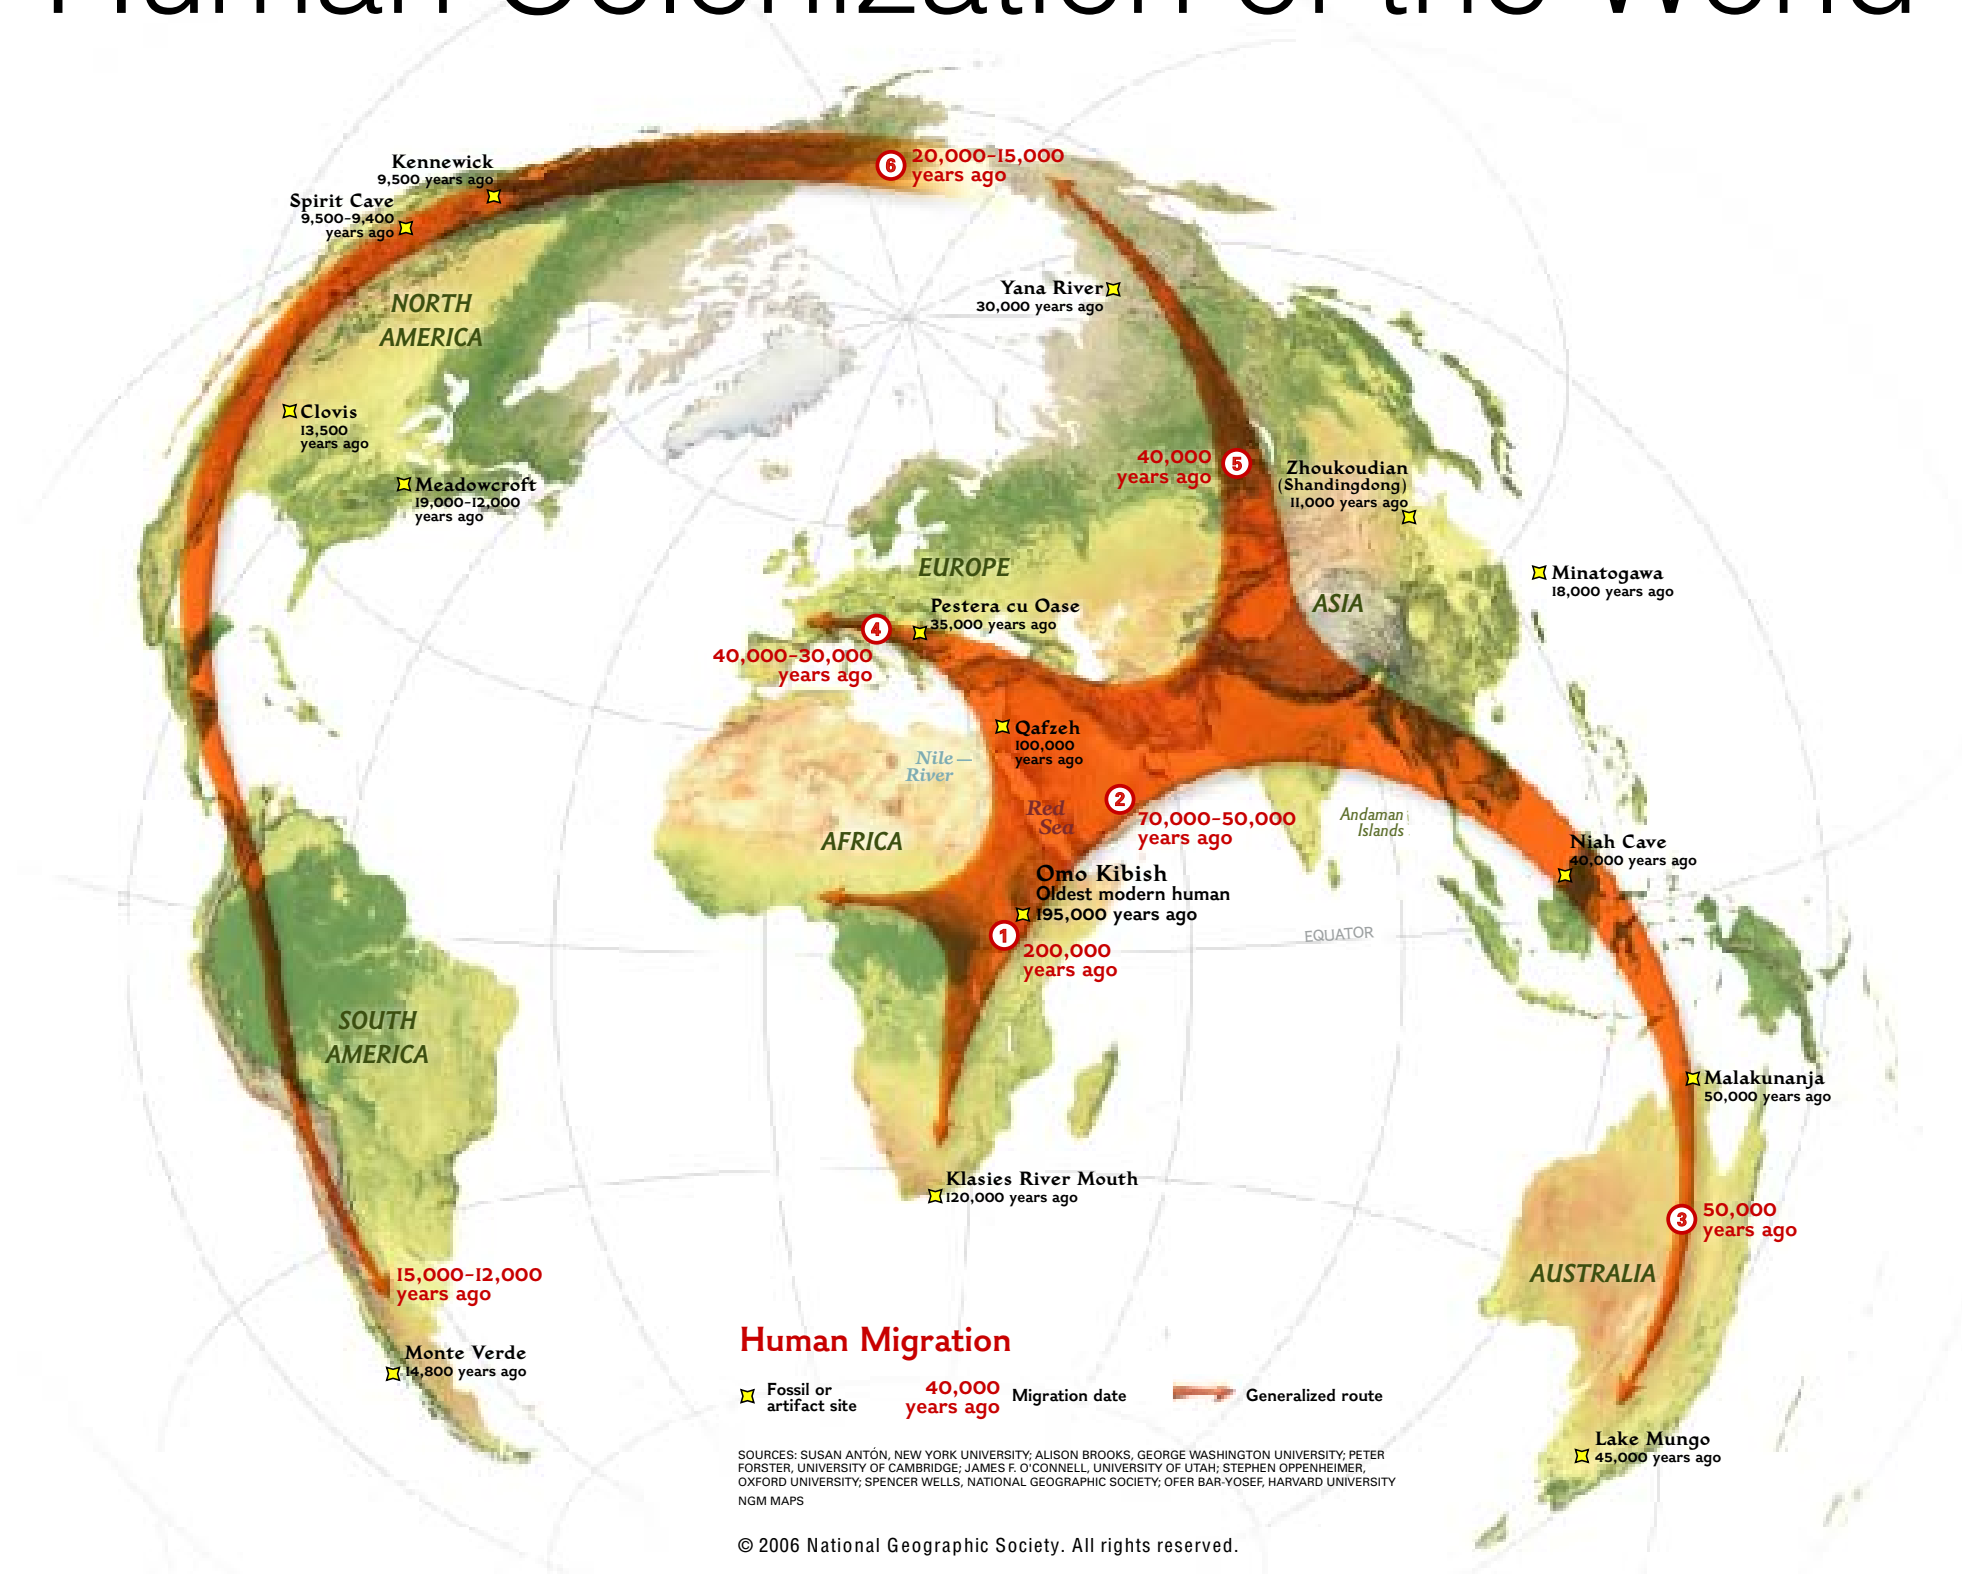 Human Colonization of the World
6
20,000-15,000
years ago
Kennewick
9,500 years ago
Spirit Cave
9,500-9,400
years ago
NORTH
AMERICA
Yana River
30,000 years ago
Clovis
13,500
years ago
Meadowcroft
19,000-12,000
years ago
40,000
years ago
5
Zhoukoudian
(Shandingdong)
11,000 years ago
EUROPE
ASIA
Minatogawa
18,000 years ago
Pestera cu Oase
35,000 years ago
4
40,000-30,000
years ago
Qafzeh
100,000
years ago
Nile
River
Red
Sea
2
70,000-50,000
years ago
Andaman
Islands
AFRICA
Niah Cave
40,000 years ago
Omo Kibish
Oldest modern human
195,000 years ago
1
200,000
years ago
EQUATOR
SOUTH
AMERICA
Malakunanja
50,000 years ago
Klasies River Mouth
120,000 years ago
3
50,000
years ago
AUSTRALIA
15,000-12,000
years ago
Monte Verde
14,800 years ago
Lake Mungo
45,000 years ago
Human Migration
Fossil or
artifact site
40,000
years ago
Migration date
Generalized route
SOURCES: SUSAN ANTÓN, NEW YORK UNIVERSITY; ALISON BROOKS, GEORGE WASHINGTON UNIVERSITY; PETER
FORSTER, UNIVERSITY OF CAMBRIDGE; JAMES F. O'CONNELL, UNIVERSITY OF UTAH; STEPHEN OPPENHEIMER,
OXFORD UNIVERSITY; SPENCER WELLS, NATIONAL GEOGRAPHIC SOCIETY; OFER BAR-YOSEF, HARVARD UNIVERSITY
NGM MAPS
© 2006 National Geographic Society. All rights reserved.